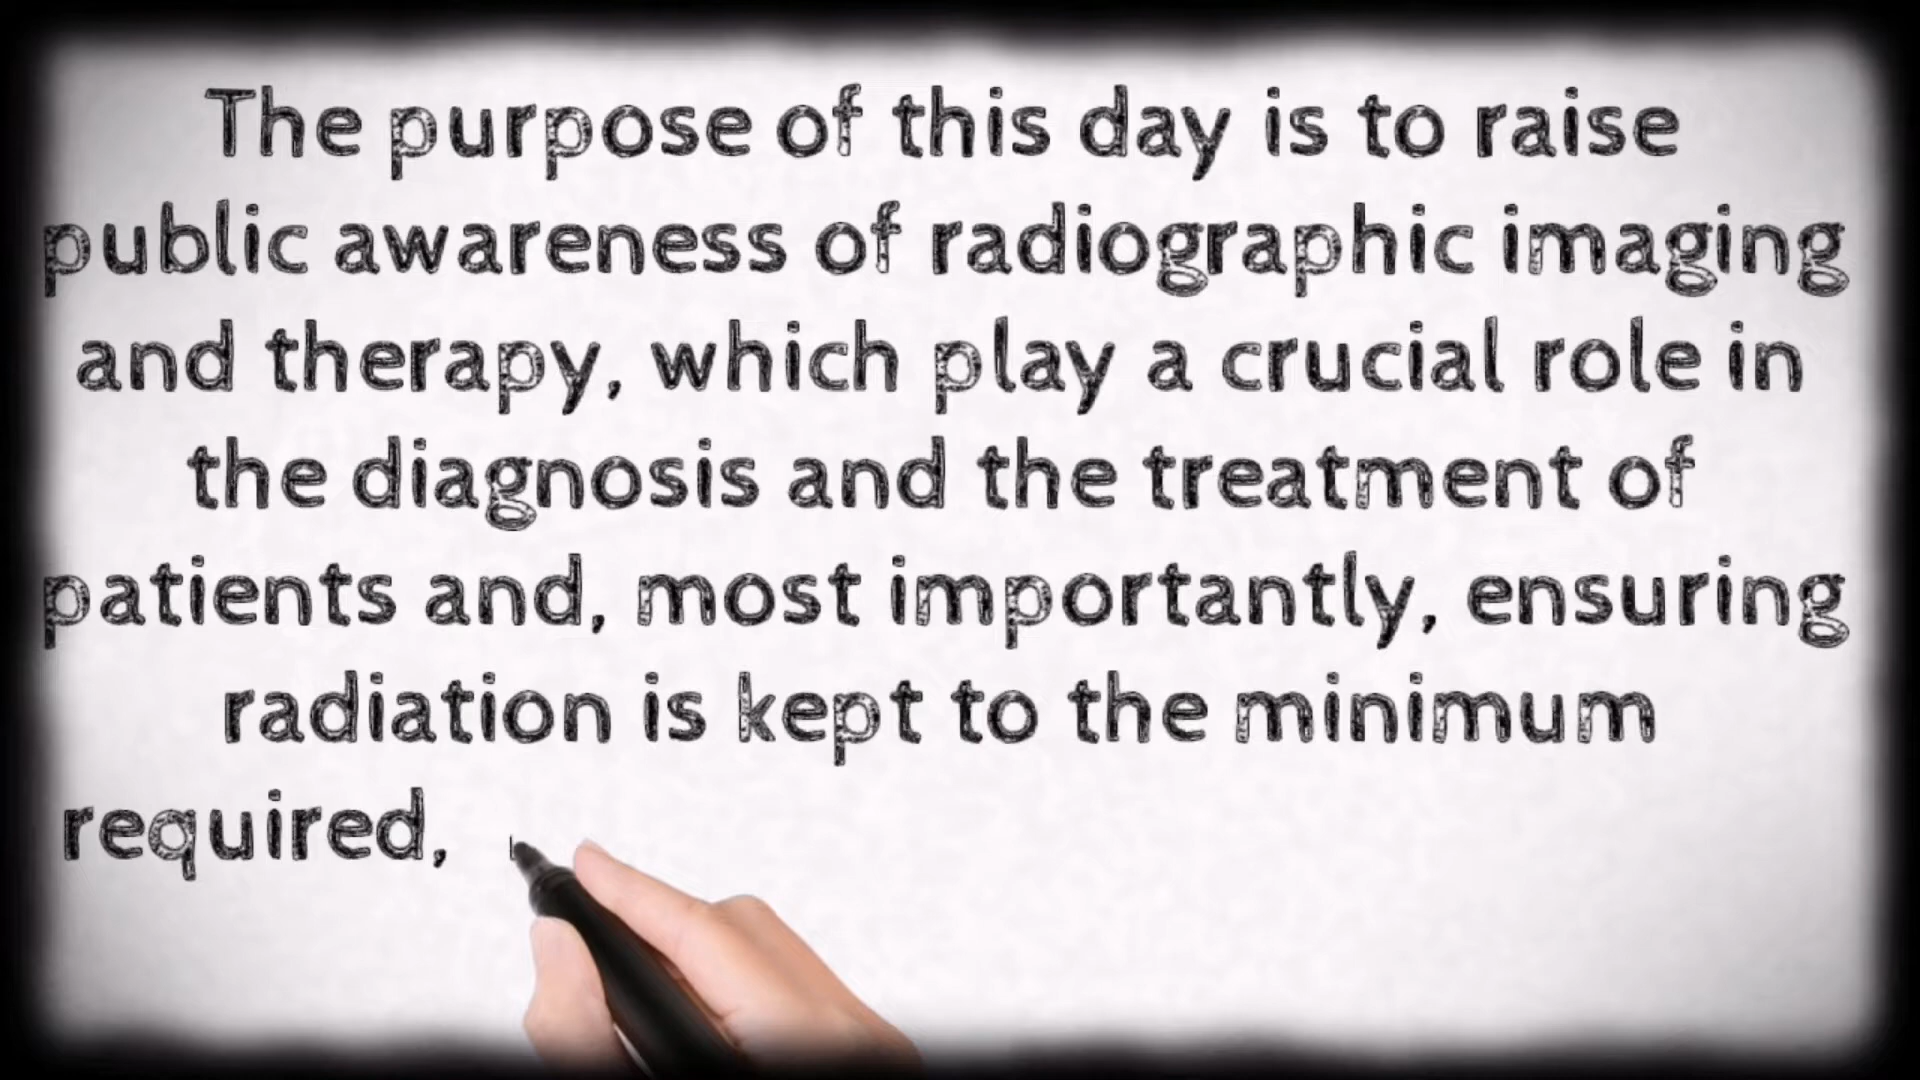 The purpose of this day is to raise
public awareness of radiographic imaging
and therapy, which play a crucial role in
the diagnosis and the treatment of
patients and, most importantly, ensuring
radiation is kept to the minimum
required,